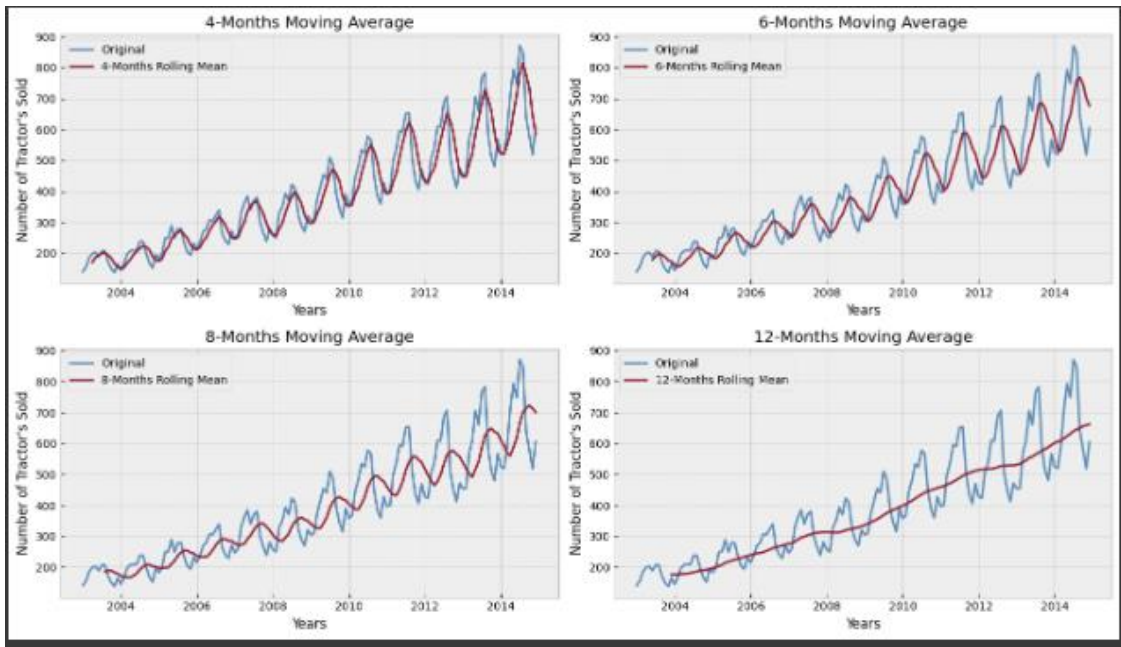 4-Months Moving Average
900
800
700
600
500
400
300
200
Number of Tractor's Sold
Original
4-Months Rolling Mean
2004 2006 2008 2010 2012 2014
Years
6-Months Moving Average
900
800
700
600
500
400
300
200
Number of Tractor's Sold
Original
6-Months Rolling Mean
2004 2006 2008 2010 2012 2014
Years
8-Months Moving Average
900
800
700
600
500
400
300
200
Number of Tractor's Sold
Original
8-Months Rolling Mean
2004 2006 2008 2010 2012 2014
Years
12-Months Moving Average
900
800
700
600
500
400
300
200
Number of Tractor's Sold
Original
12-Months Rolling Mean
2004 2006 2008 2010 2012 2014
Years